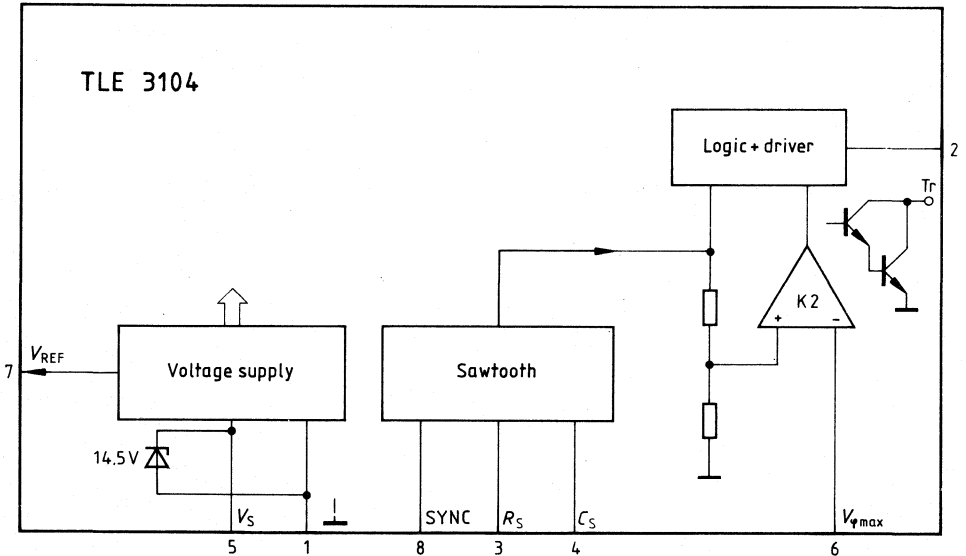 TLE 3104
Logic + driver
2
Tr
K2
+ -
VREF
7
Voltage supply
Sawtooth
14.5V
VS
SYNC
RS
CS
Vφmax
5
1
8
3
4
6